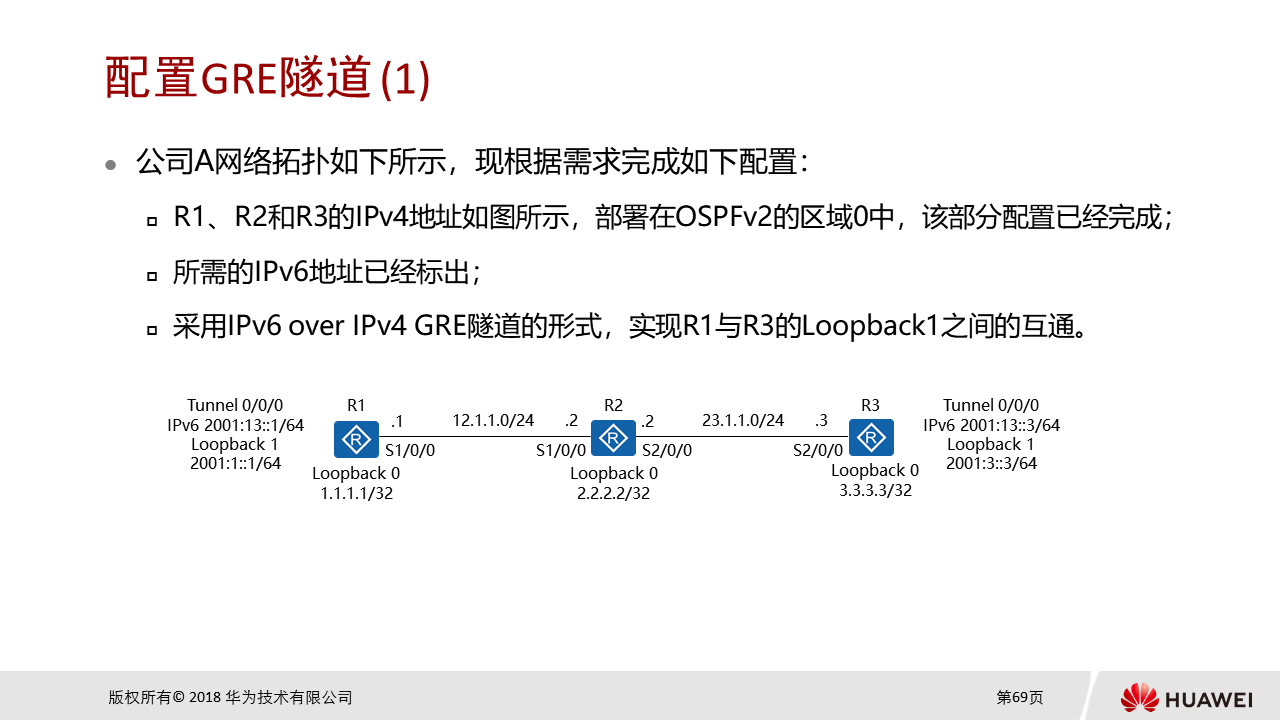 配置GRE隧道 (1)
公司A网络拓扑如下所示，现根据需求完成如下配置：
R1、R2和R3的IPv4地址如图所示，部署在OSPFv2的区域0中，该部分配置已经完成；
所需的IPv6地址已经标出；
采用IPv6 over IPv4 GRE隧道的形式，实现R1与R3的Loopback1之间的互通。
Tunnel 0/0/0
IPv6 2001:13::1/64
Loopback 1
2001:1::1/64
R1
R
.1
S1/0/0
Loopback 0
1.1.1.1/32
12.1.1.0/24
.2
S1/0/0
R2
R
.2
S2/0/0
Loopback 0
2.2.2.2/32
23.1.1.0/24
.3
S2/0/0
R3
R
Loopback 0
3.3.3.3/32
Tunnel 0/0/0
IPv6 2001:13::3/64
Loopback 1
2001:3::3/64
版权所有© 2018 华为技术有限公司
第69页
HUAWEI